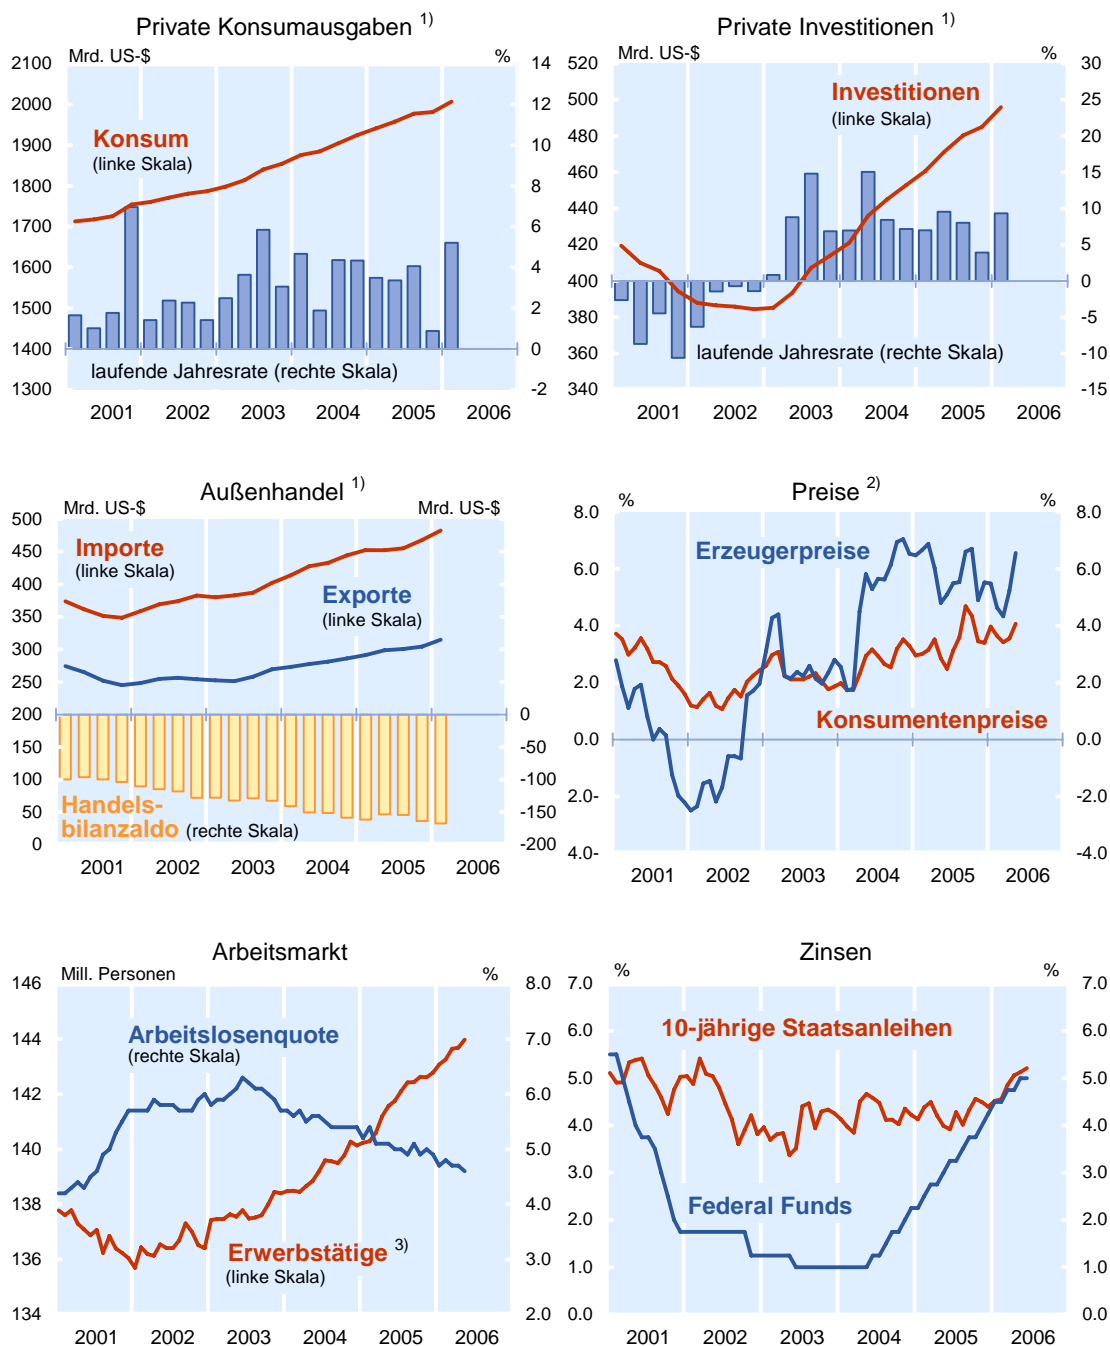 Private Konsumausgaben 1)
Mrd. US-$ %
2100 14
2000 12
1900 10
1800 8
1700 6
1600 4
1500 2
1400 0
1300 -2
Konsum
(linke Skala)
laufende Jahresrate (rechte Skala)
2001 2002 2003 2004 2005 2006
Private Investitionen 1)
Mrd. US-$ %
520 30
500 25
480 20
460 15
440 10
420 5
400 0
380 -5
360 -10
340 -15
Investitionen
(linke Skala)
laufende Jahresrate (rechte Skala)
2001 2002 2003 2004 2005 2006
Außenhandel 1)
Mrd. US-$ Mrd. US-$
500
450
400
350
300
250
200 0
150 -50
100 -100
50 -150
0 -200
Importe
(linke Skala)
Exporte
(linke Skala)
Handels-
bilanzaldo (rechte Skala)
2001 2002 2003 2004 2005 2006
Preise 2)
% %
8.0 8.0
6.0 6.0
4.0 4.0
2.0 2.0
0.0 0.0
2.0- -2.0
4.0- -4.0
Erzeugerpreise
Konsumentenpreise
2001 2002 2003 2004 2005 2006
Arbeitsmarkt
Mill. Personen %
146 8.0
144 7.0
142 6.0
140 5.0
138 4.0
136 3.0
134 2.0
Arbeitslosenquote
(rechte Skala)
Erwerbstätige 3)
(linke Skala)
2001 2002 2003 2004 2005 2006
Zinsen
% %
7.0 7.0
6.0 6.0
5.0 5.0
4.0 4.0
3.0 3.0
2.0 2.0
1.0 1.0
0.0 0.0
10-jährige Staatsanleihen
Federal Funds
2001 2002 2003 2004 2005 2006